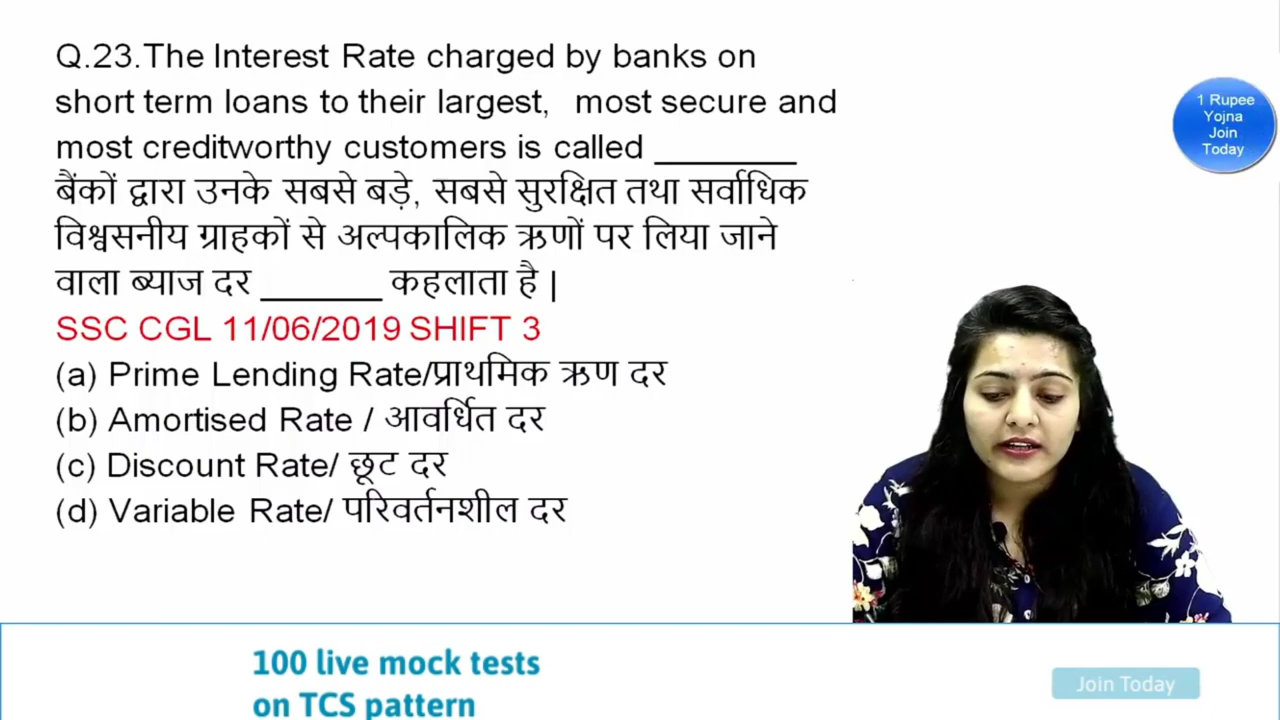 Q.23.The Interest Rate charged by banks on
short term loans to their largest, most secure and
most creditworthy customers is called ________
बैंकों द्वारा उनके सबसे बड़े, सबसे सुरक्षित तथा सर्वाधिक
विश्वसनीय ग्राहकों से अल्पकालिक ऋणों पर लिया जाने
वाला ब्याज दर _______ कहलाता है |
SSC CGL 11/06/2019 SHIFT 3
(a) Prime Lending Rate/प्राथमिक ऋण दर
(b) Amortised Rate / आवर्धित दर
(c) Discount Rate/ छूट दर
(d) Variable Rate/ परिवर्तनशील दर
1 Rupee
Yojna
Join
Today
100 live mock tests
on TCS pattern
Join Today